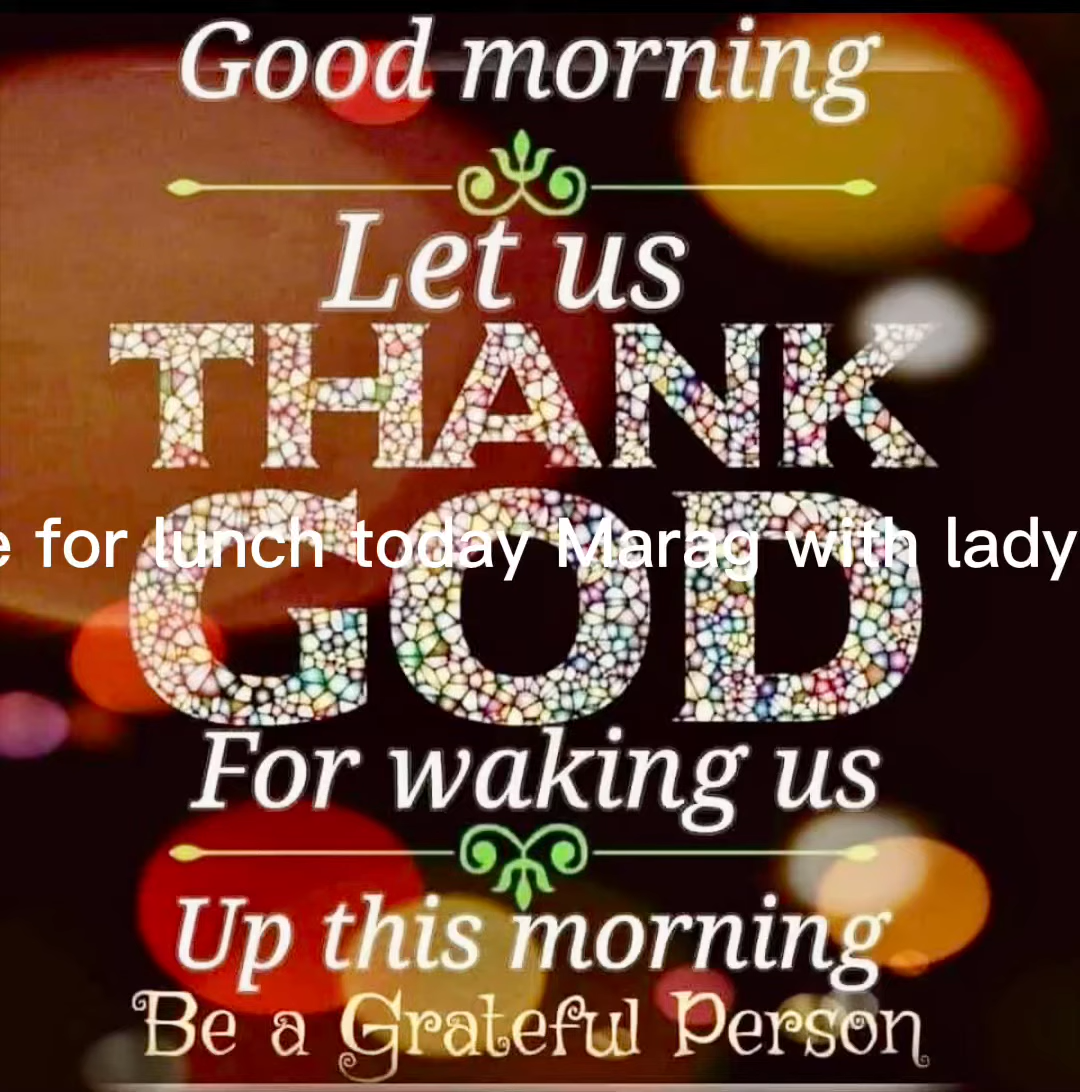 Good morning
Let us
THANK
GOD
e for lunch today Marag with lady
For waking us
Up this morning
Be a Grateful Person